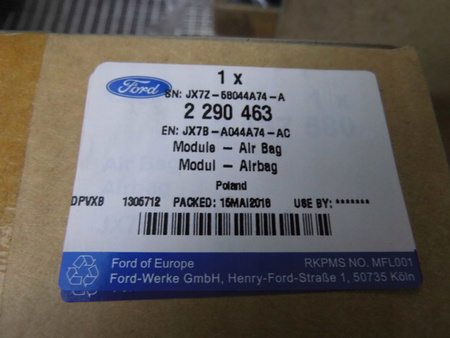 Ford
1 x
SN: JX7Z-58044A74-A
2 290 463
EN: JX7B-A044A74-AC
Module - Air Bag
Modul - Airbag
Poland
DPVXB 1305712 PACKED: 15MAI2018 USE BY: *******
Ford of Europe RKPMS NO. MFL001
Ford-Werke GmbH, Henry-Ford-Straße 1, 50735 Köln